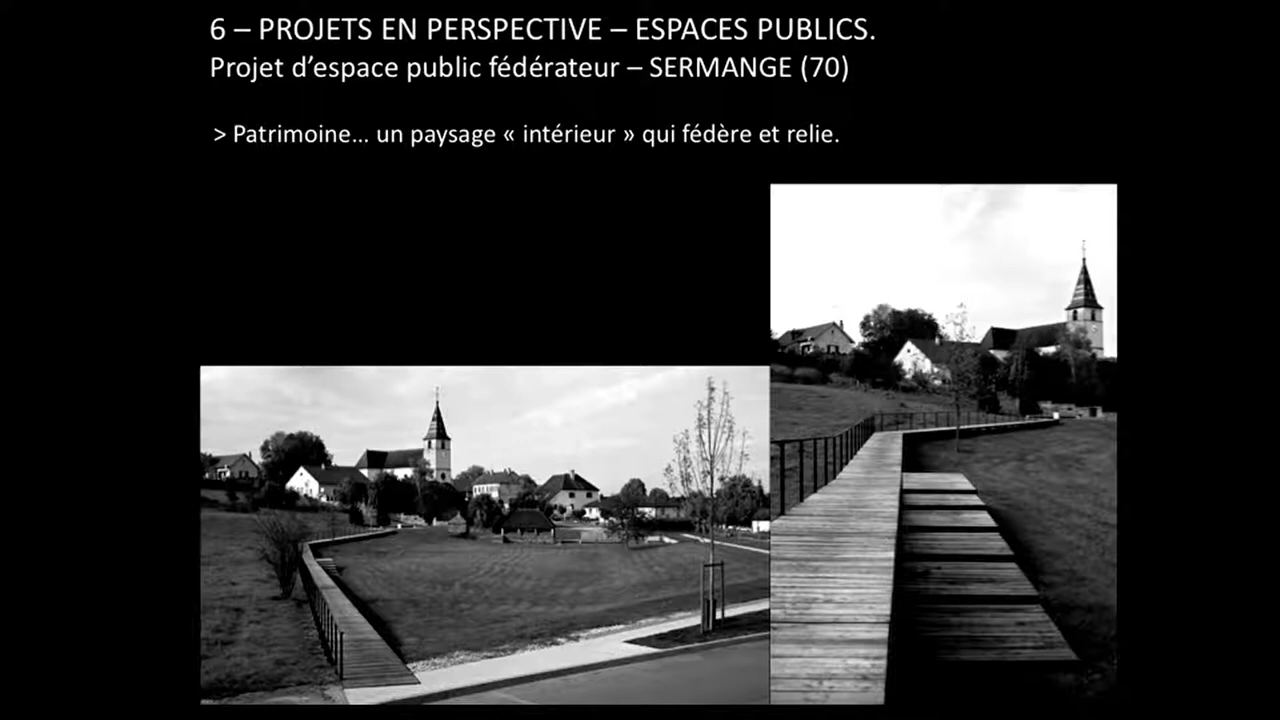 6 – PROJETS EN PERSPECTIVE – ESPACES PUBLICS.
Projet d’espace public fédérateur – SERMANGE (70)
> Patrimoine… un paysage « intérieur » qui fédère et relie.